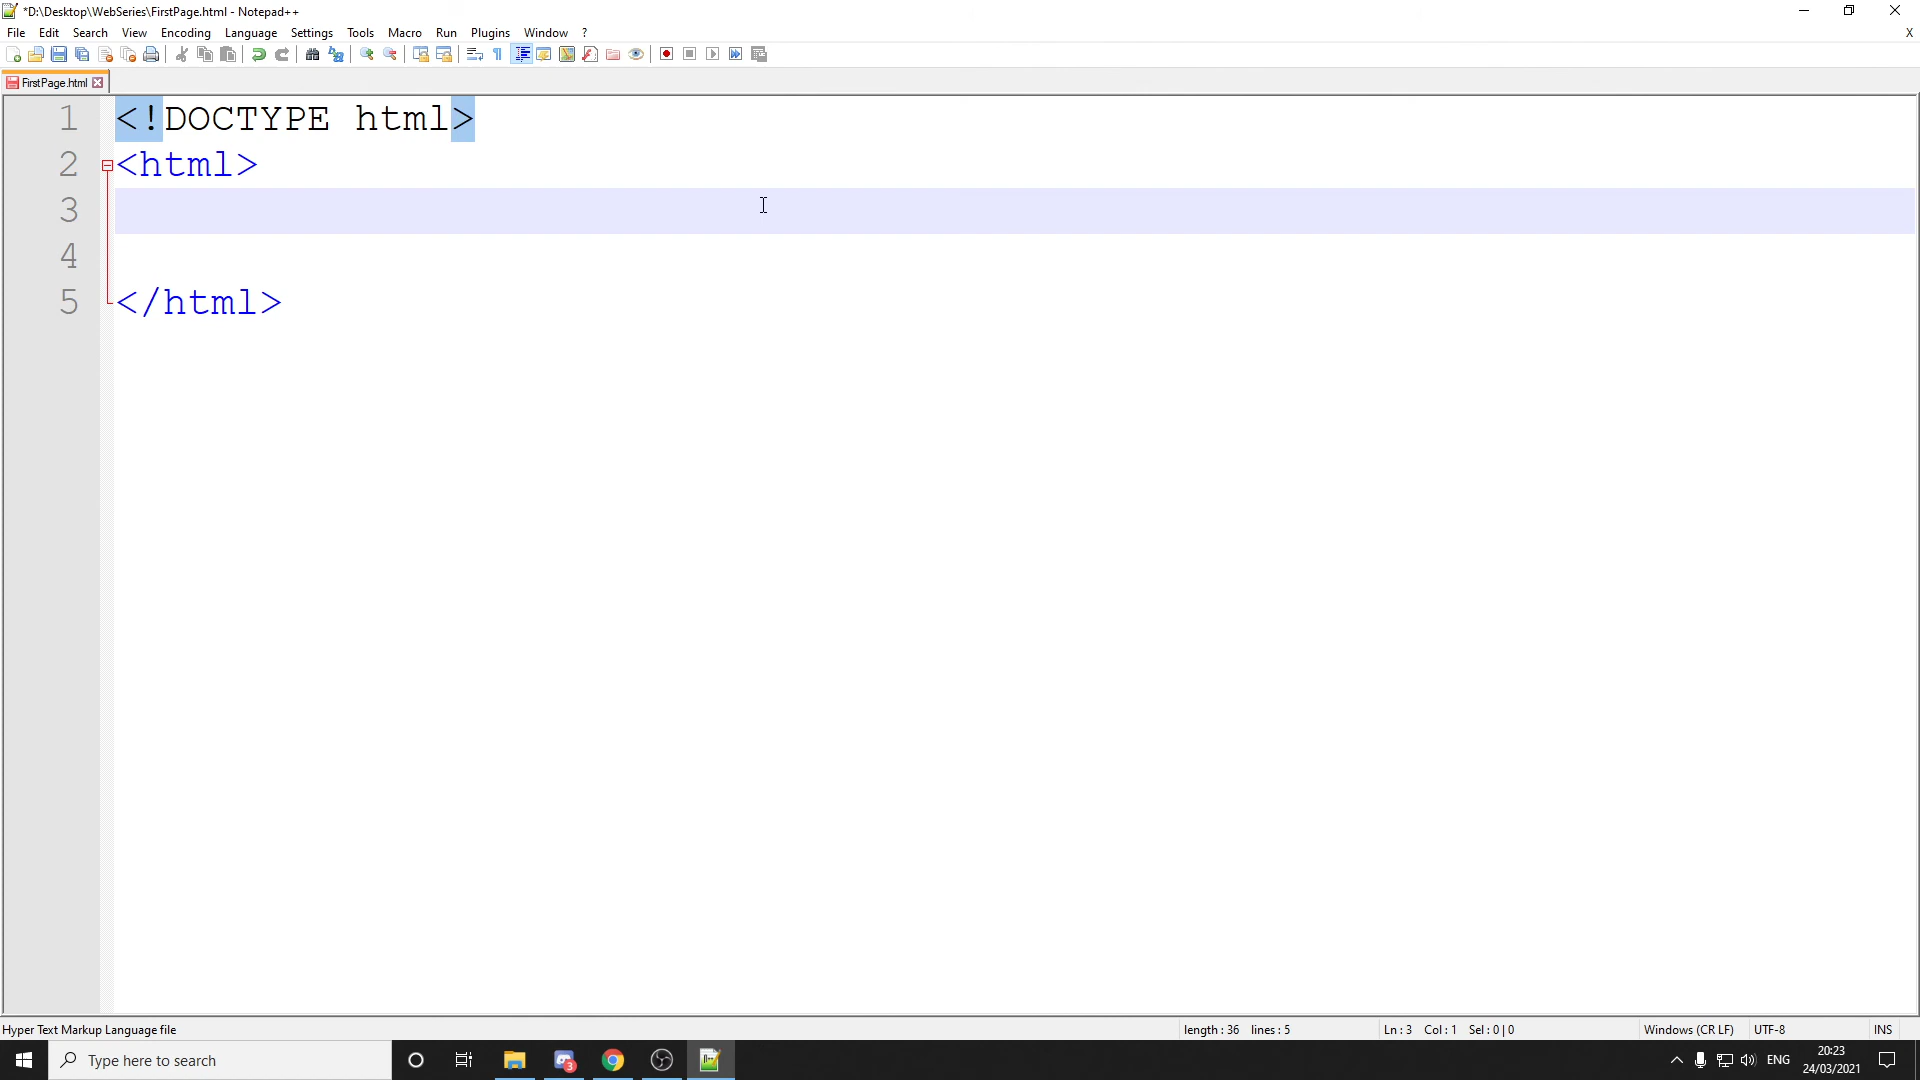 *D:\Desktop\WebSeries\FirstPage.html - Notepad++
File Edit Search View Encoding Language Settings Tools Macro Run Plugins Window ? X
FirstPage.html
1 <!DOCTYPE html>
2 <html>
3
4
5 </html>
Hyper Text Markup Language file length : 36 lines : 5 Ln : 3 Col : 1 Sel : 0 | 0 Windows (CR LF) UTF-8 INS
Type here to search 3 ENG 20:23
24/03/2021